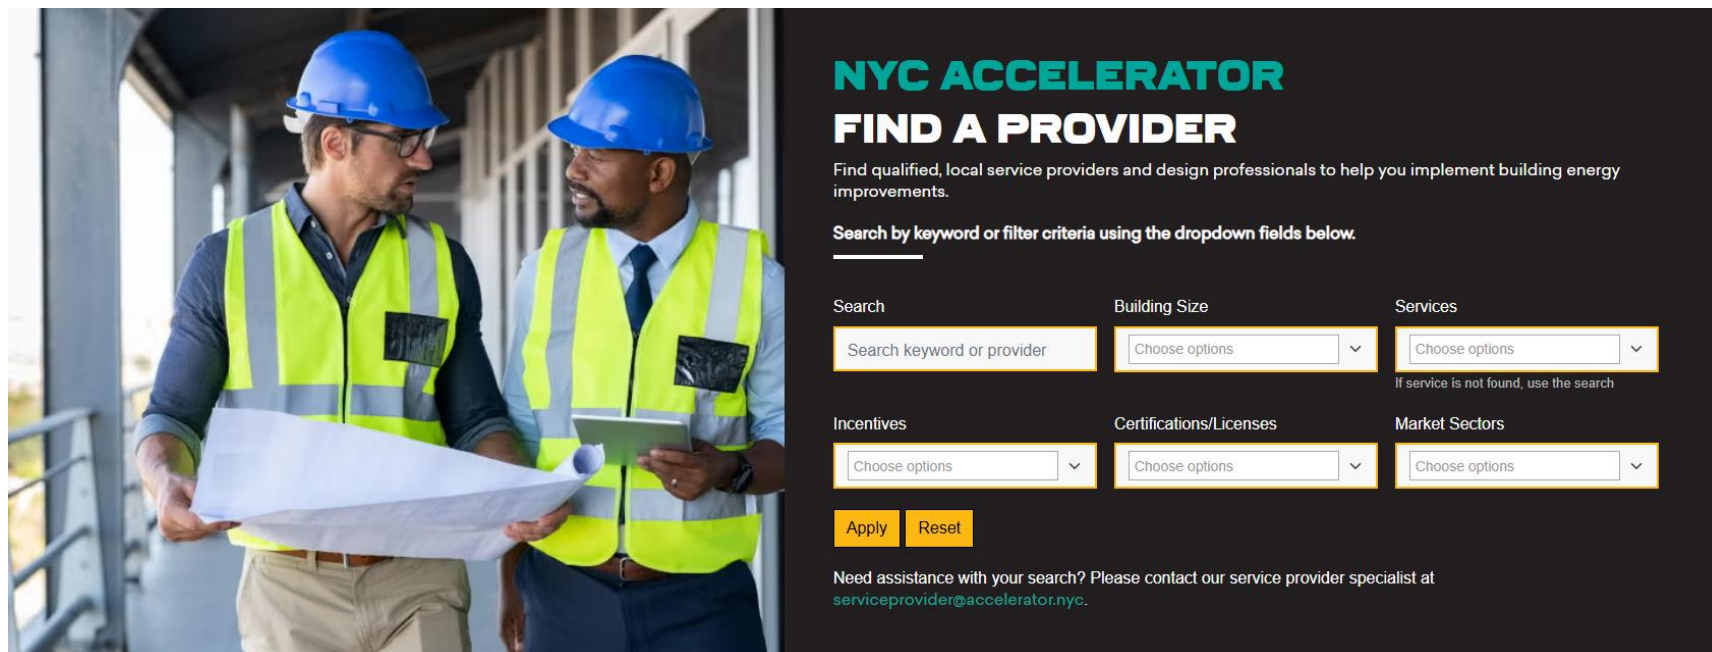 NYC ACCELERATOR
FIND A PROVIDER
Find qualified, local service providers and design professionals to help you implement building energy
improvements.
Search by keyword or filter criteria using the dropdown fields below.
Search
Building Size
Services
Search keyword or provider
Choose options
Choose options
If service is not found, use the search
Incentives
Certifications/Licenses
Market Sectors
Choose options
Choose options
Choose options
Apply
Reset
Need assistance with your search? Please contact our service provider specialist at
serviceprovider@accelerator.nyc.